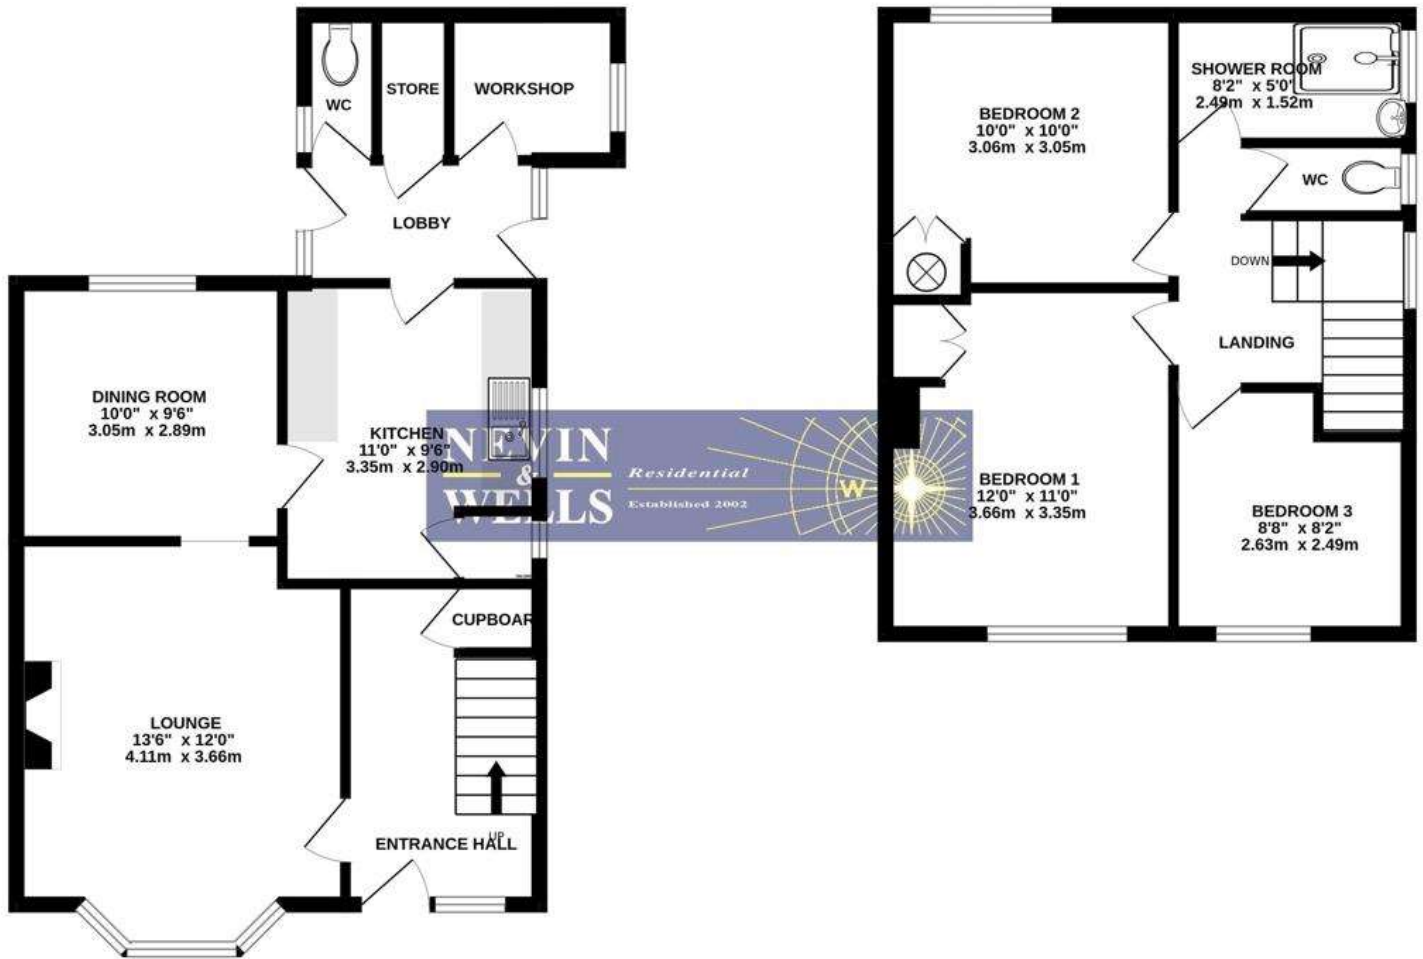 WC
STORE
WORKSHOP
LOBBY
DINING ROOM
10'0" x 9'6"
3.05m x 2.89m
KITCHEN
11'0" x 9'6"
3.35m x 2.90m
CUPBOAR
LOUNGE
13'6" x 12'0"
4.11m x 3.66m
UP
ENTRANCE HALL
NEVIN
&
WELLS
Residential
Established 2002
W
BEDROOM 2
10'0" x 10'0"
3.06m x 3.05m
SHOWER ROOM
8'2" x 5'0"
2.49m x 1.52m
WC
DOWN
LANDING
BEDROOM 1
12'0" x 11'0"
3.66m x 3.35m
BEDROOM 3
8'8" x 8'2"
2.63m x 2.49m